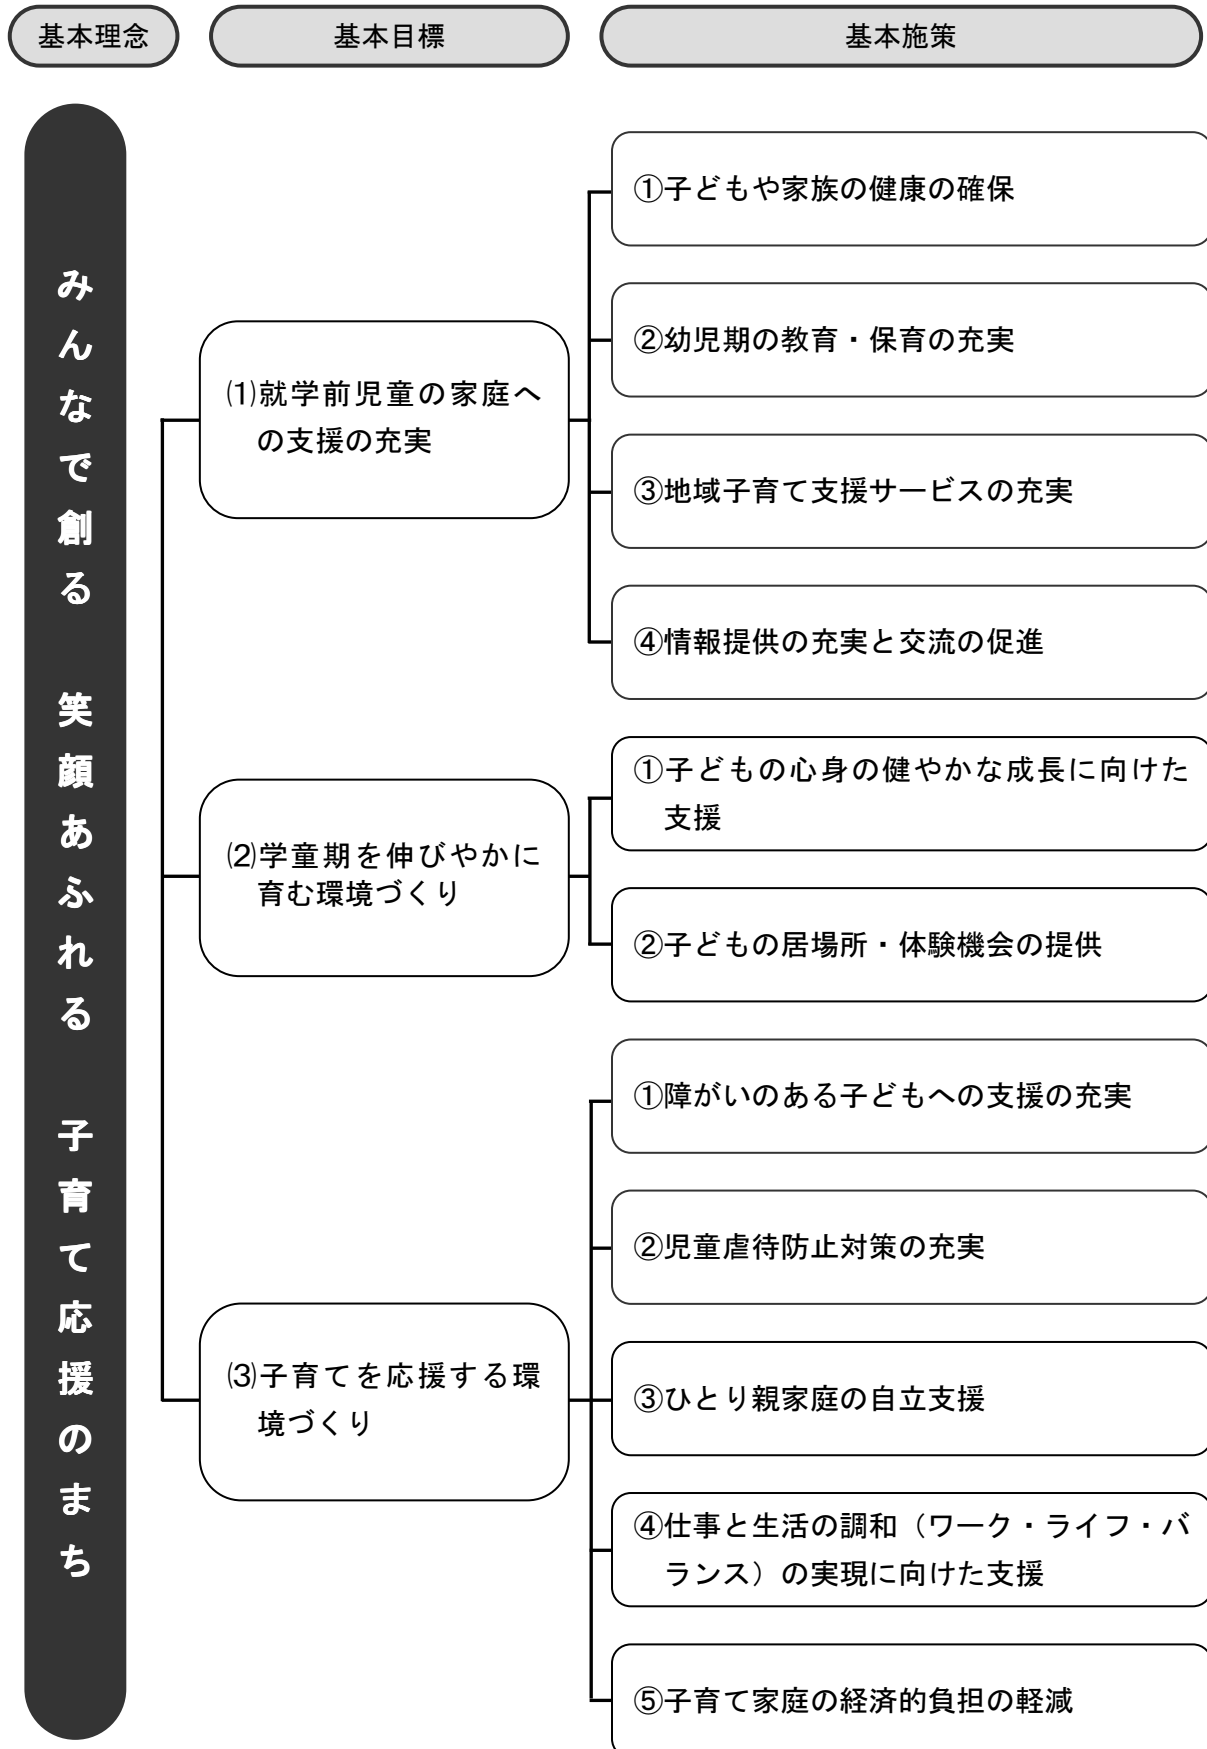 基本理念
基本目標
基本施策
みんなで創る　笑顔あふれる　子育て応援のまち
⑴就学前児童の家庭へ
の支援の充実
①子どもや家族の健康の確保
②幼児期の教育・保育の充実
③地域子育て支援サービスの充実
④情報提供の充実と交流の促進
⑵学童期を伸びやかに
育む環境づくり
①子どもの心身の健やかな成長に向けた
支援
②子どもの居場所・体験機会の提供
⑶子育てを応援する環
境づくり
①障がいのある子どもへの支援の充実
②児童虐待防止対策の充実
③ひとり親家庭の自立支援
④仕事と生活の調和（ワーク・ライフ・バ
ランス）の実現に向けた支援
⑤子育て家庭の経済的負担の軽減